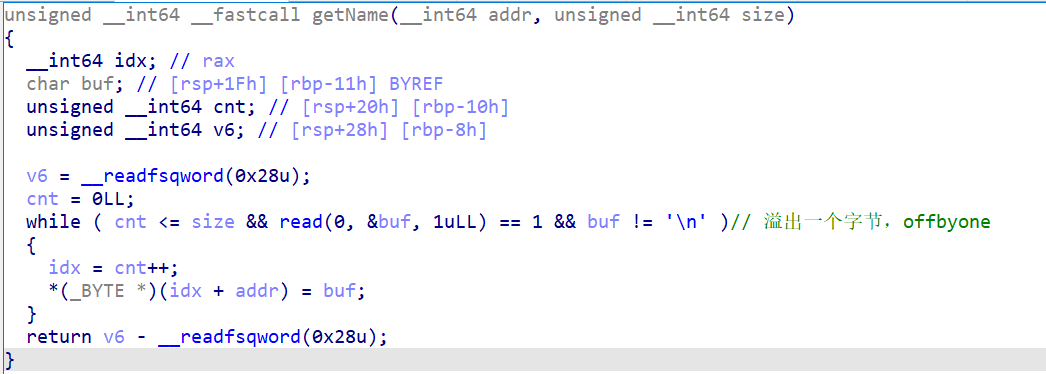 unsigned __int64 __fastcall getName(__int64 addr, unsigned __int64 size)
{
  __int64 idx; // rax
  char buf; // [rsp+1Fh] [rbp-11h] BYREF
  unsigned __int64 cnt; // [rsp+20h] [rbp-10h]
  unsigned __int64 v6; // [rsp+28h] [rbp-8h]

  v6 = __readfsqword(0x28u);
  cnt = 0LL;
  while ( cnt <= size && read(0, &buf, 1uLL) == 1 && buf != '\n' )// 溢出一个字节，offbyone
  {
    idx = cnt++;
    *(_BYTE *)(idx + addr) = buf;
  }
  return v6 - __readfsqword(0x28u);
}